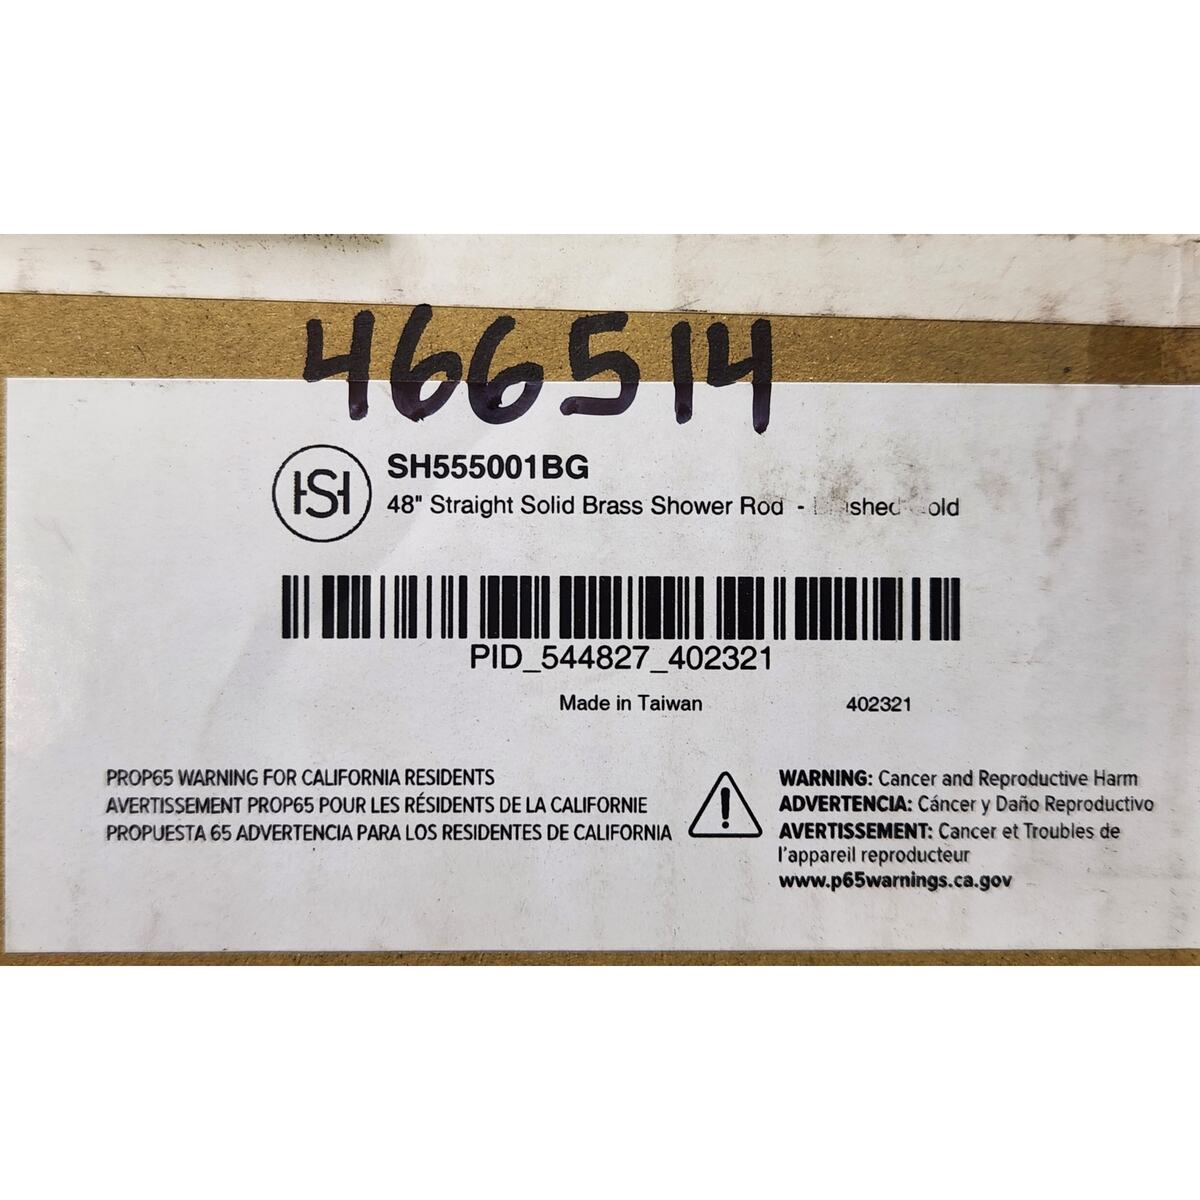 466514
HSH
SH555001BG
48" Straight Solid Brass Shower Rod -
PID_544827_402321
Made in Taiwan 402321
PROP65 WARNING FOR CALIFORNIA RESIDENTS
AVERTISSEMENT PROP65 POUR LES RÉSIDENTS DE LA CALIFORNIE
PROPUESTA 65 ADVERTENCIA PARA LOS RESIDENTES DE CALIFORNIA
WARNING: Cancer and Reproductive Harm
ADVERTENCIA: Cáncer y Daño Reproductivo
AVERTISSEMENT: Cancer et Troubles de
l'appareil reproducteur
www.p65warnings.ca.gov